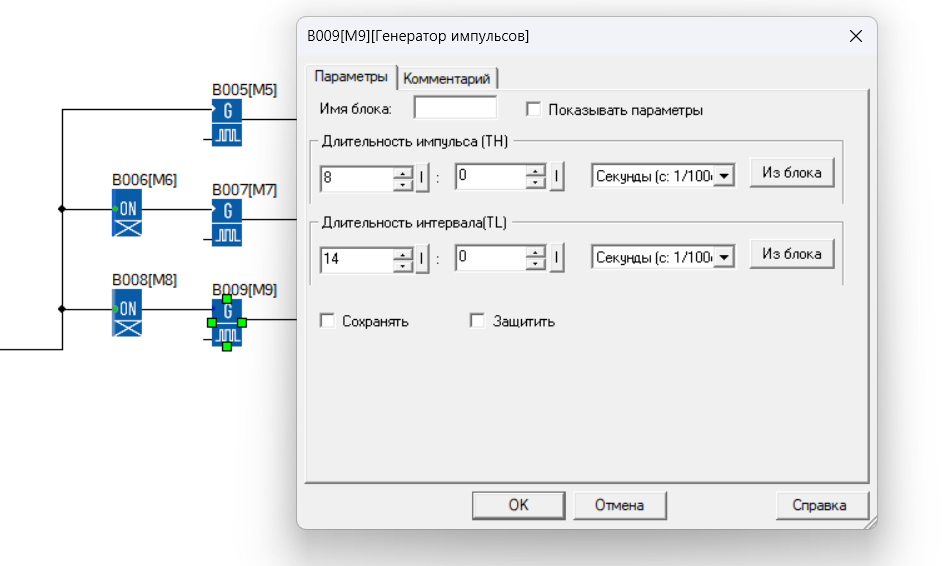 B009[M9][Генератор импульсов]
Параметры Комментарий
Имя блока: Показывать параметры
Длительность импульса (TH)
8 : 0 Секунды (с: 1/100 Из блока
Длительность интервала(TL)
14 : 0 Секунды (с: 1/100 Из блока
Сохранять Защитить
OK Отмена Справка
B005[M5]
G
B006[M6]
ON
B007[M7]
G
B008[M8]
ON
B009[M9]
G